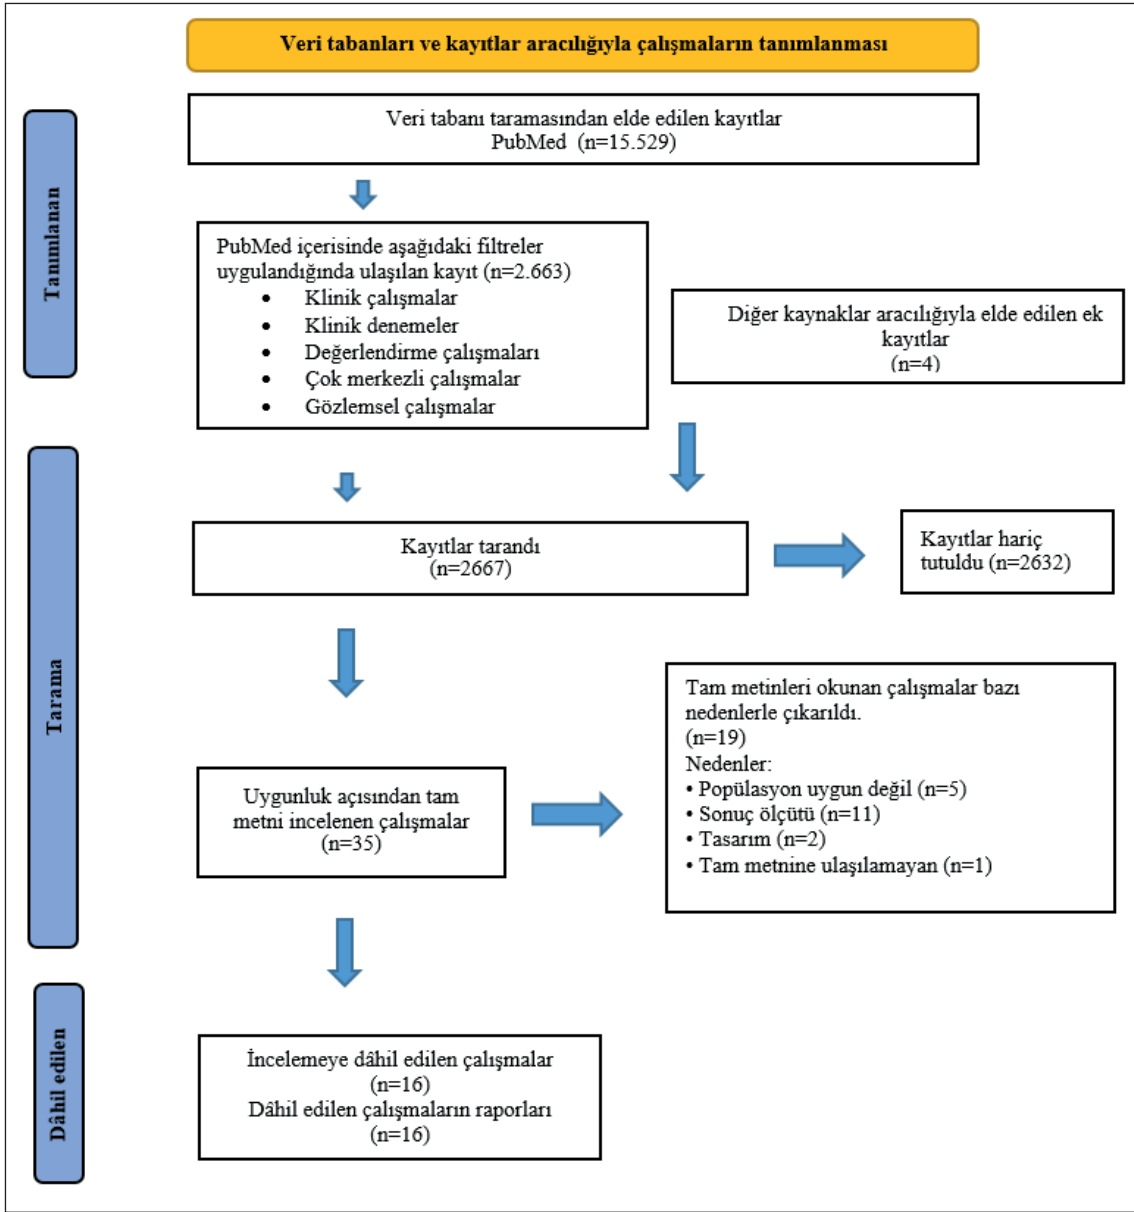 Veri tabanları ve kayıtlar aracılığıyla çalışmaların tanımlanması
Tanımlanan
Veri tabanı taramasından elde edilen kayıtlar
PubMed (n=15.529)
PubMed içerisinde aşağıdaki filtreler
uygulandığında ulaşılan kayıt (n=2.663)
• Klinik çalışmalar
• Klinik denemeler
• Değerlendirme çalışmaları
• Çok merkezli çalışmalar
• Gözlemsel çalışmalar
Diğer kaynaklar aracılığıyla elde edilen ek
kayıtlar
(n=4)
Tarama
Kayıtlar tarandı
(n=2667)
Kayıtlar hariç
tutuldu (n=2632)
Uygunluk açısından tam
metni incelenen çalışmalar
(n=35)
Tam metinleri okunan çalışmalar bazı
nedenlerle çıkarıldı.
(n=19)
Nedenler:
• Popülasyon uygun değil (n=5)
• Sonuç ölçütü (n=11)
• Tasarım (n=2)
• Tam metnine ulaşılamayan (n=1)
Dâhil edilen
İncelemeye dâhil edilen çalışmalar
(n=16)
Dâhil edilen çalışmaların raporları
(n=16)